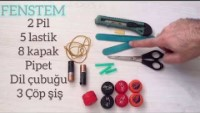 FENSTEM
2 Pil
5 lastik
8 kapak
Pipet
Dil çubuğu
3 Çöp şiş